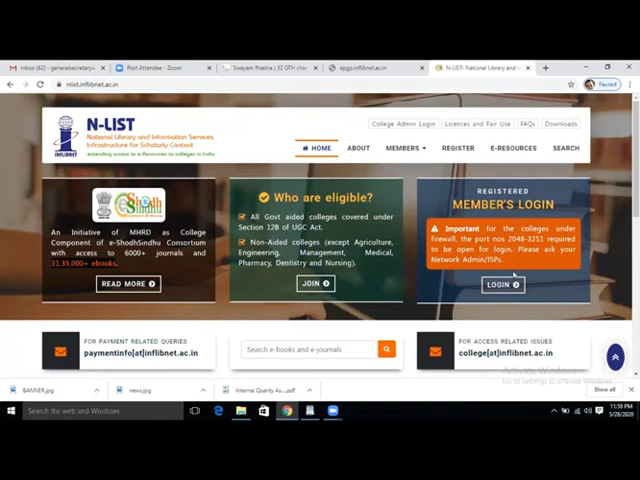 inbox (62) - generalsecretary
Post Attendee - Zoom
Swayam Prabha | 32 DTH ch
epgp.inflibnet.ac.in
N-LIST: National Library and In
nlist.inflibnet.ac.in
Paused
College Admin Login
Licences and Fair Use
FAQs
Downloads
INFLIBNET
N-LIST
National Library and Information Services
Infrastructure for Scholarly Content
extending access to e-Resources to colleges in India
HOME
ABOUT
MEMBERS
REGISTER
E-RESOURCES
SEARCH
Shodh
Sindhu
An Initiative of MHRD as College
Component of e-ShodhSindhu Consortium
with access to 6000+ journals and
31,35,000+ ebooks.
READ MORE
Who are eligible?
All Govt aided colleges covered under
Section 12B of UGC Act.
Non-Aided colleges (except Agriculture,
Engineering, Management, Medical,
Pharmacy, Dentistry and Nursing).
JOIN
REGISTERED
MEMBER'S LOGIN
Important for the colleges under
firewall, the port nos 2048-3251 required
to be open for login. Please ask your
Network Admin/ISPs.
LOGIN
FOR PAYMENT RELATED QUERIES
paymentinfo[at]inflibnet.ac.in
Search e-books and e-journals
FOR ACCESS RELATED ISSUES
college[at]inflibnet.ac.in
Activate Windows
Go to Settings to activate Windows.
BANNER.jpg
news.jpg
Internal Quality As....pdf
Show all
Search the web and Windows
11:59 PM
5/28/2020